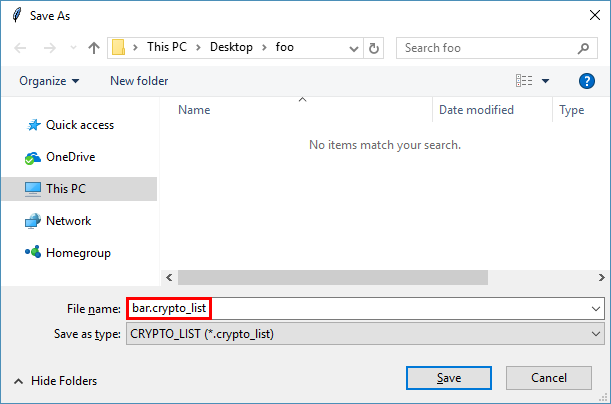 Save As
This PC > Desktop > foo
Search foo
Organize
New folder
?
Name
Date modified
Type
Quick access
OneDrive
This PC
Network
Homegroup
No items match your search.
File name: bar.crypto_list
Save as type: CRYPTO_LIST (*.crypto_list)
Hide Folders
Save
Cancel